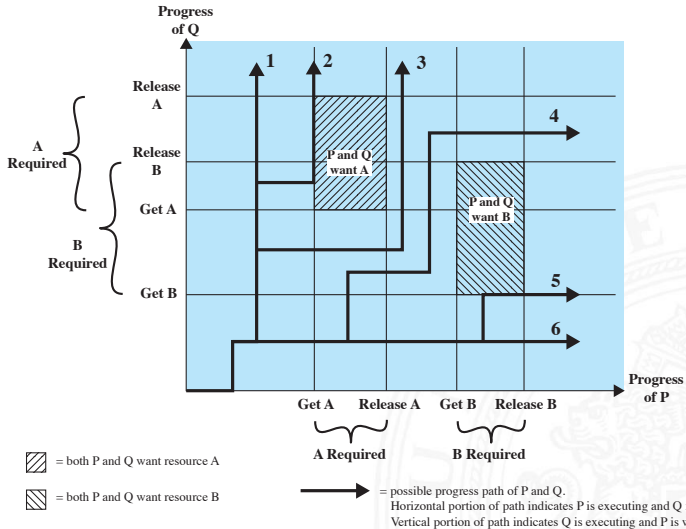 Progress
of Q
1
2
3
Release
A
4
A
Required
Release
B
P and Q
want A
Get A
P and Q
want B
B
Required
Get B
5
6
Progress
of P
Get A
Release A
Get B
Release B
A Required
B Required
= both P and Q want resource A
= both P and Q want resource B
= possible progress path of P and Q.
Horizontal portion of path indicates P is executing and Q
Vertical portion of path indicates Q is executing and P is